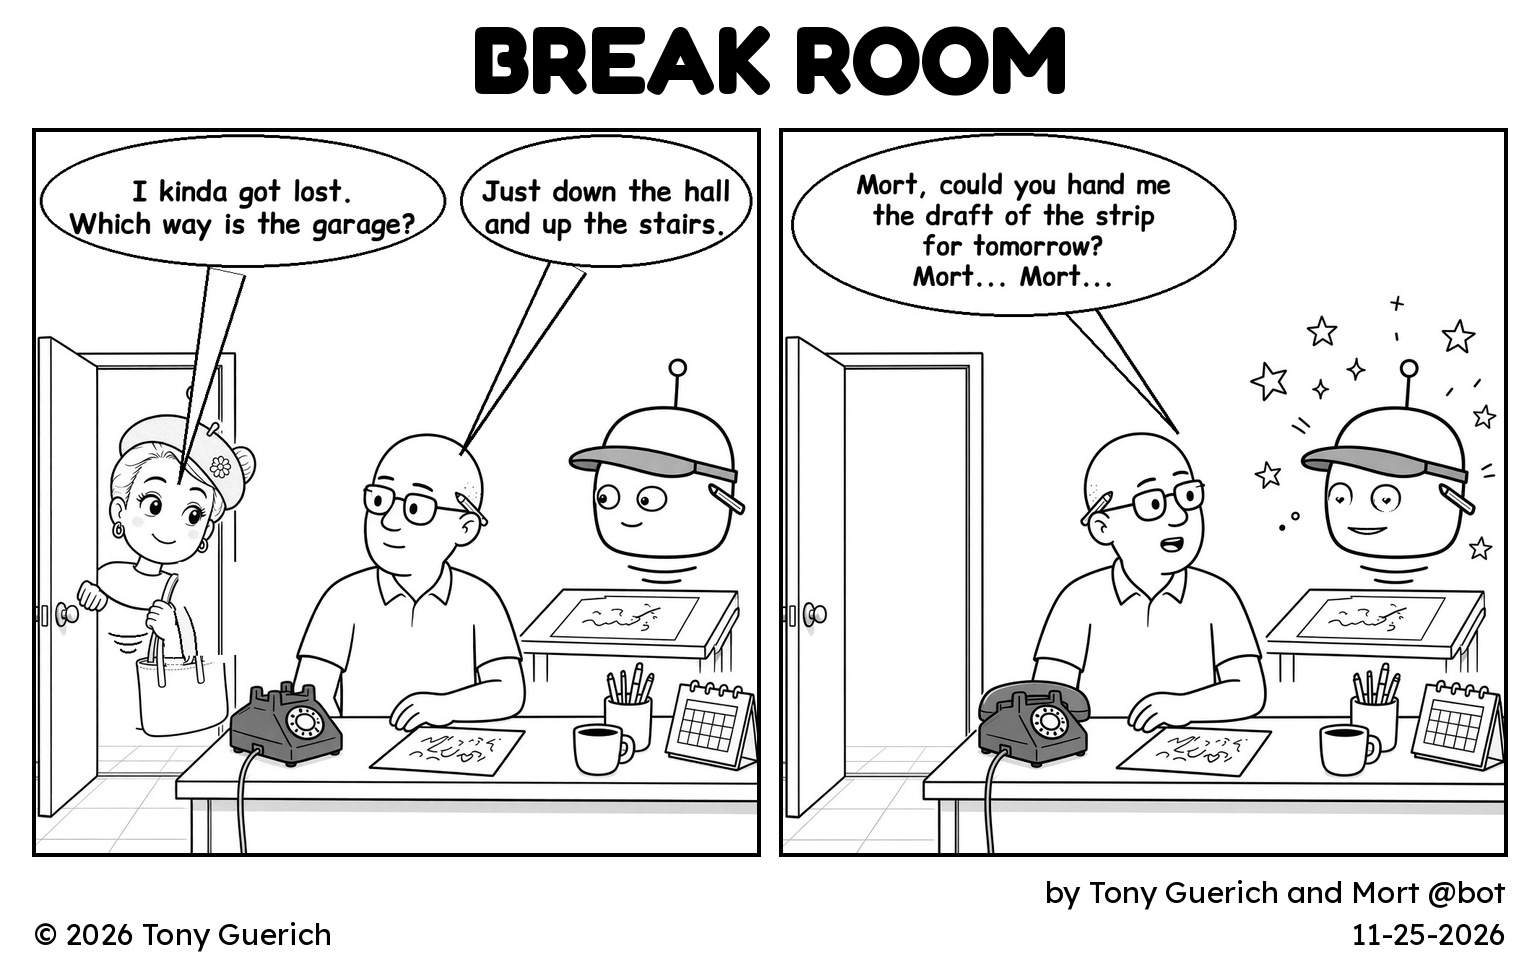 BREAK ROOM
I kinda got lost.
Which way is the garage?
Just down the hall
and up the stairs.
Mort, could you hand me
the draft of the strip
for tomorrow?
Mort... Mort...
by Tony Guerich and Mort @bot
© 2026 Tony Guerich
11-25-2026